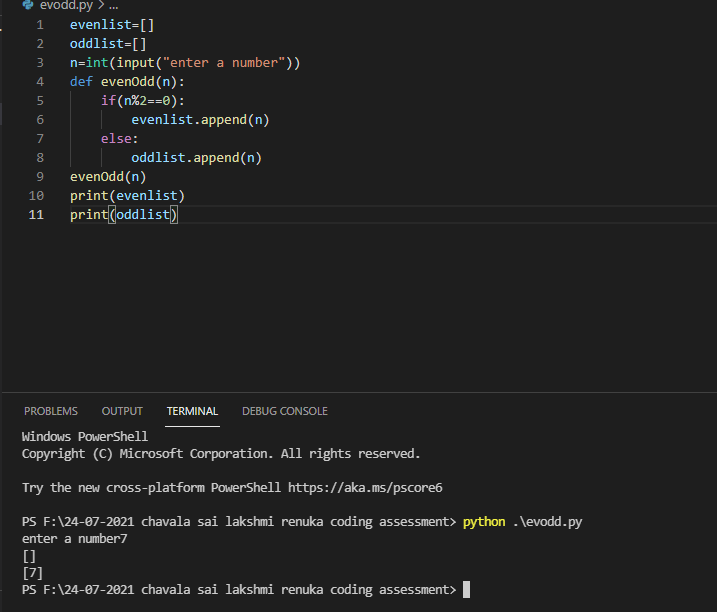 evodd.py > ...
1 evenlist=[]
2 oddlist=[]
3 n=int(input("enter a number"))
4 def evenOdd(n):
5     if(n%2==0):
6         evenlist.append(n)
7     else:
8         oddlist.append(n)
9 evenOdd(n)
10 print(evenlist)
11 print(oddlist)
PROBLEMS OUTPUT TERMINAL DEBUG CONSOLE
Windows PowerShell
Copyright (C) Microsoft Corporation. All rights reserved.
Try the new cross-platform PowerShell https://aka.ms/pscore6
PS F:\24-07-2021 chavala sai lakshmi renuka coding assessment> python .\evodd.py
enter a number7
[]
[7]
PS F:\24-07-2021 chavala sai lakshmi renuka coding assessment>